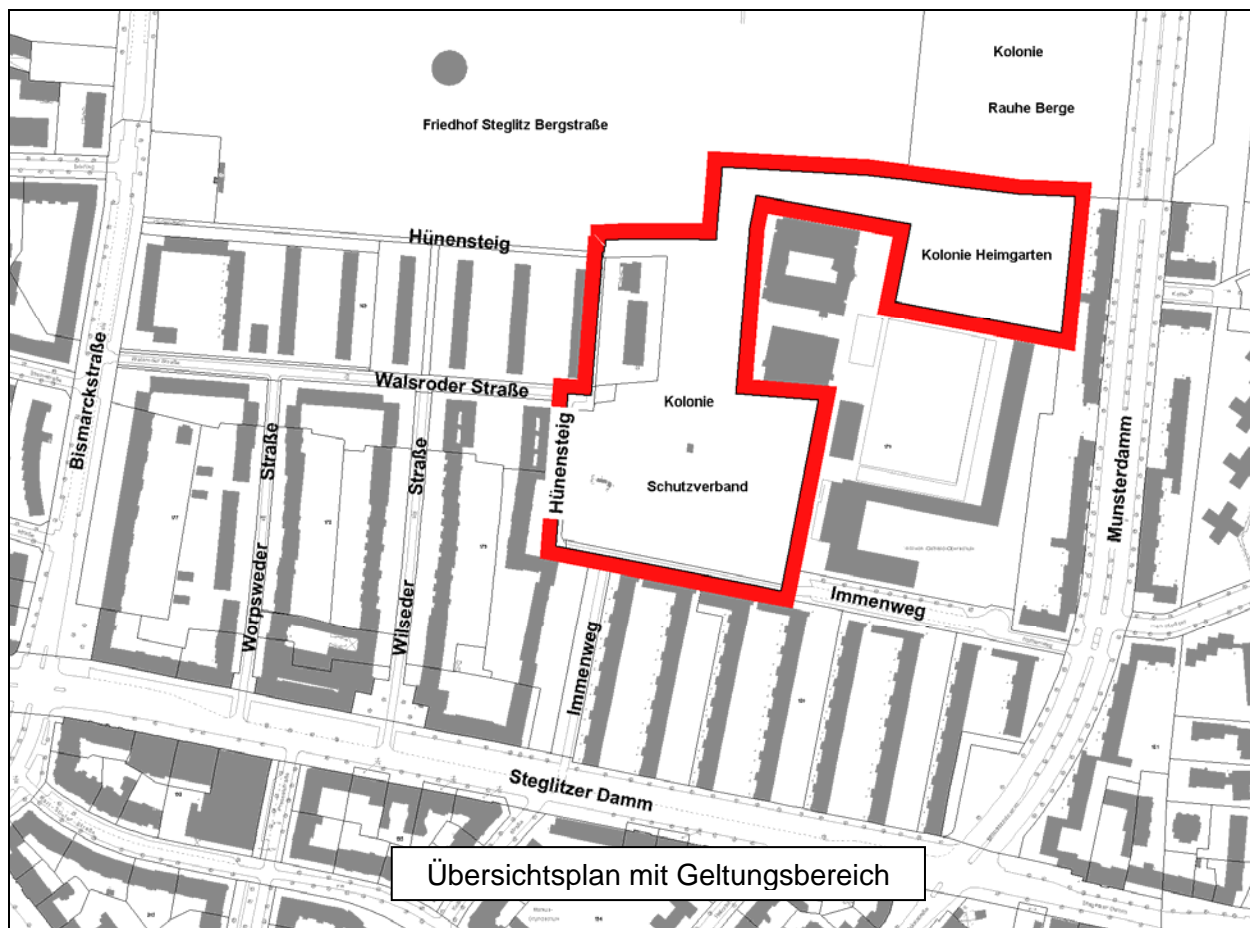 Kolonie
Rauhe Berge
Friedhof Steglitz Bergstraße
Hünensteig
Kolonie Heimgarten
Bismarckstraße
Walsroder Straße
Kolonie
Schutzverband
Hünensteig
Munsterdamm
Worpsweder Straße
Wilseder Straße
Immenweg
Immenweg
Steglitzer Damm
Übersichtsplan mit Geltungsbereich